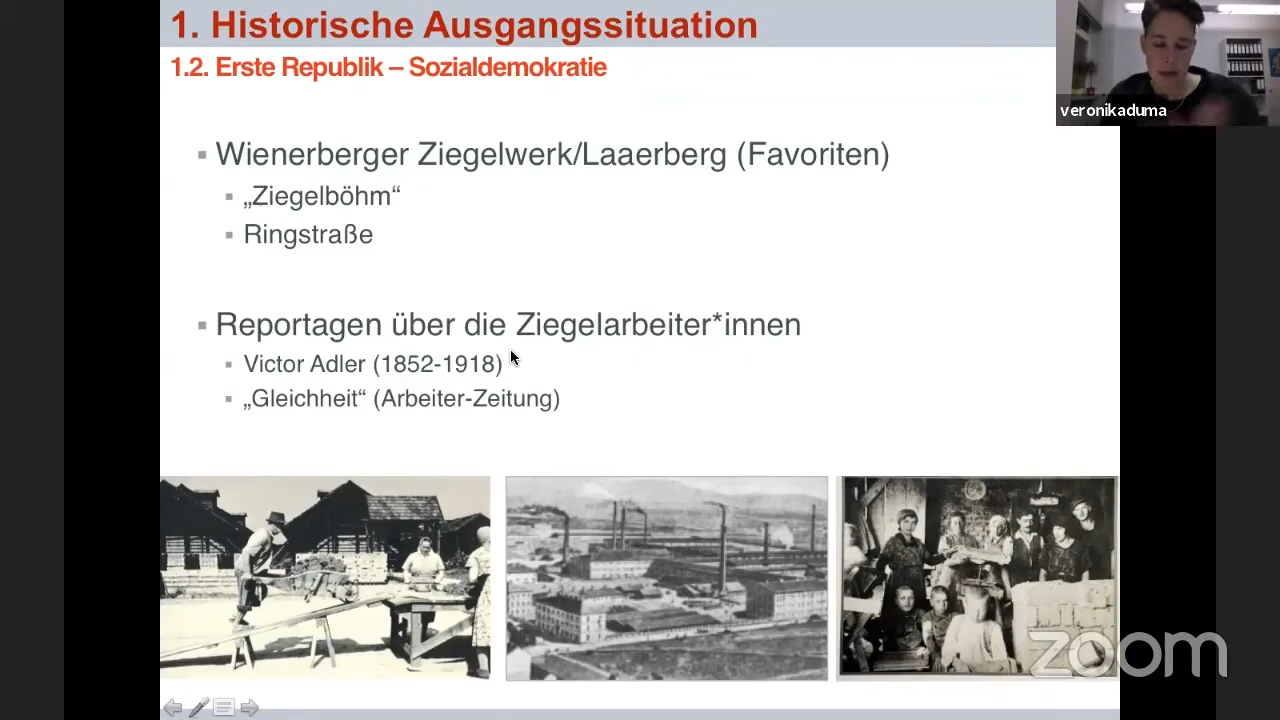 1. Historische Ausgangssituation
1.2. Erste Republik – Sozialdemokratie
veronikaduma
Wienerberger Ziegelwerk/Laaerberg (Favoriten)
„Ziegelböhm“
Ringstraße
Reportagen über die Ziegelarbeiter*innen
Victor Adler (1852-1918)
„Gleichheit“ (Arbeiter-Zeitung)
zoom